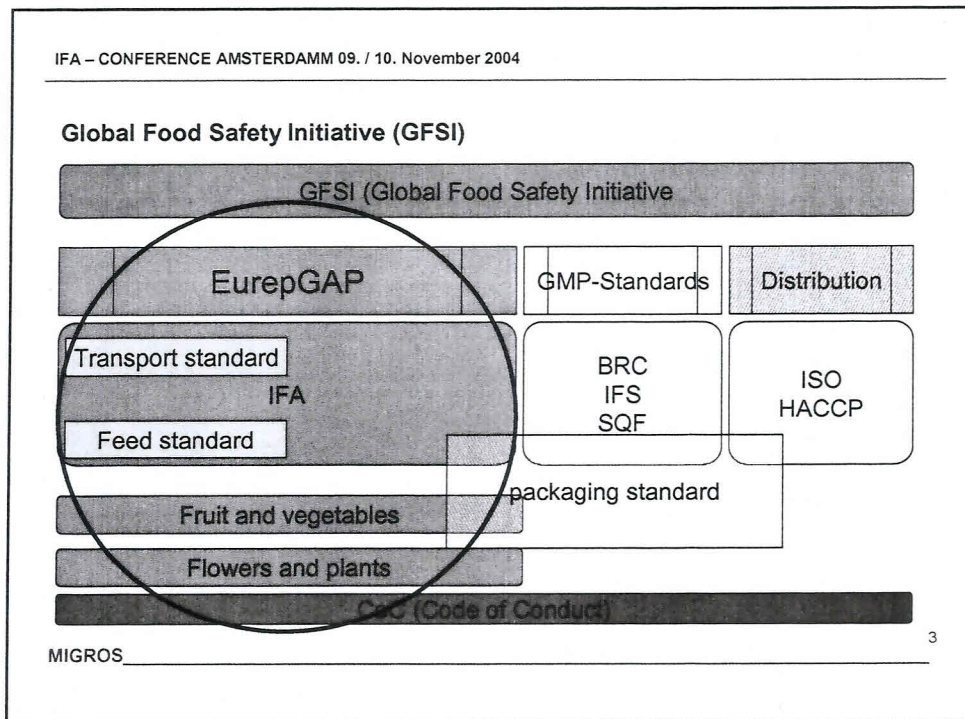 IFA – CONFERENCE AMSTERDAMM 09. / 10. November 2004
Global Food Safety Initiative (GFSI)
GFSI (Global Food Safety Initiative
EurepGAP
GMP-Standards
Distribution
Transport standard
IFA
Feed standard
BRC
IFS
SQF
ISO
HACCP
packaging standard
Fruit and vegetables
Flowers and plants
CoC (Code of Conduct)
3
MIGROS